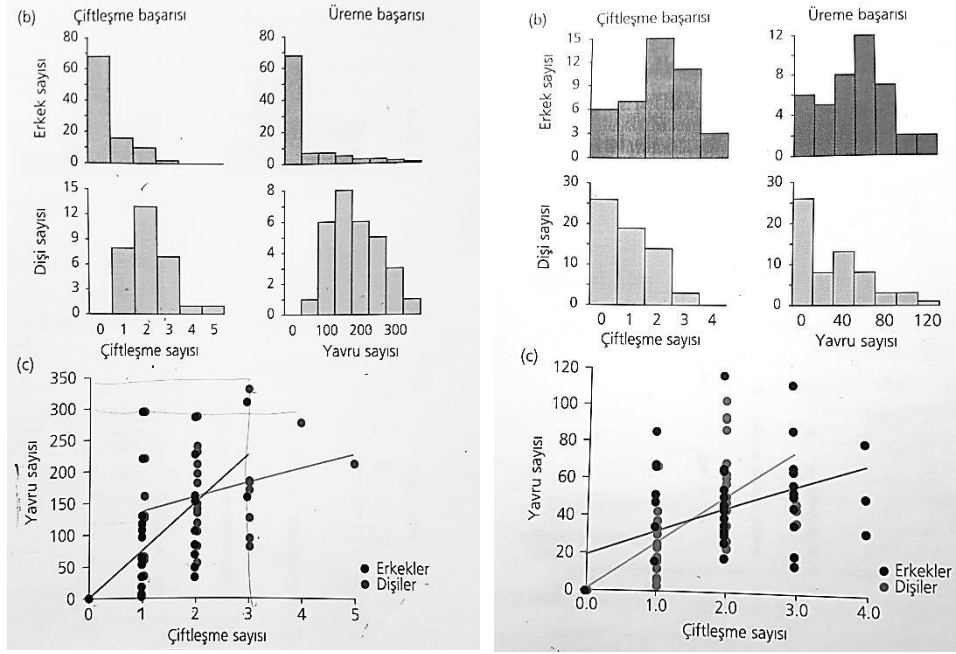 (b)
Çiftleşme başarısı
Üreme başarısı
Erkek sayısı
80
60
40
20
0
80
60
40
20
0
Dişi sayısı
15
12
9
6
3
0
8
6
4
2
0
0 1 2 3 4 5
Çiftleşme sayısı
0 100 200 300
Yavru sayısı
(c)
Yavru sayısı
350
300
250
200
150
100
50
0
0 1 2 3 4 5
Çiftleşme sayısı
Erkekler
Dişiler
(b)
Çiftleşme başarısı
Üreme başarısı
Erkek sayısı
15
12
9
6
3
0
12
8
4
0
Dişi sayısı
30
20
10
0
30
20
10
0
0 1 2 3 4
Çiftleşme sayısı
0 40 80 120
Yavru sayısı
(c)
Yavru sayısı
120
100
80
60
40
20
0
0.0 1.0 2.0 3.0 4.0
Çiftleşme sayısı
Erkekler
Dişiler